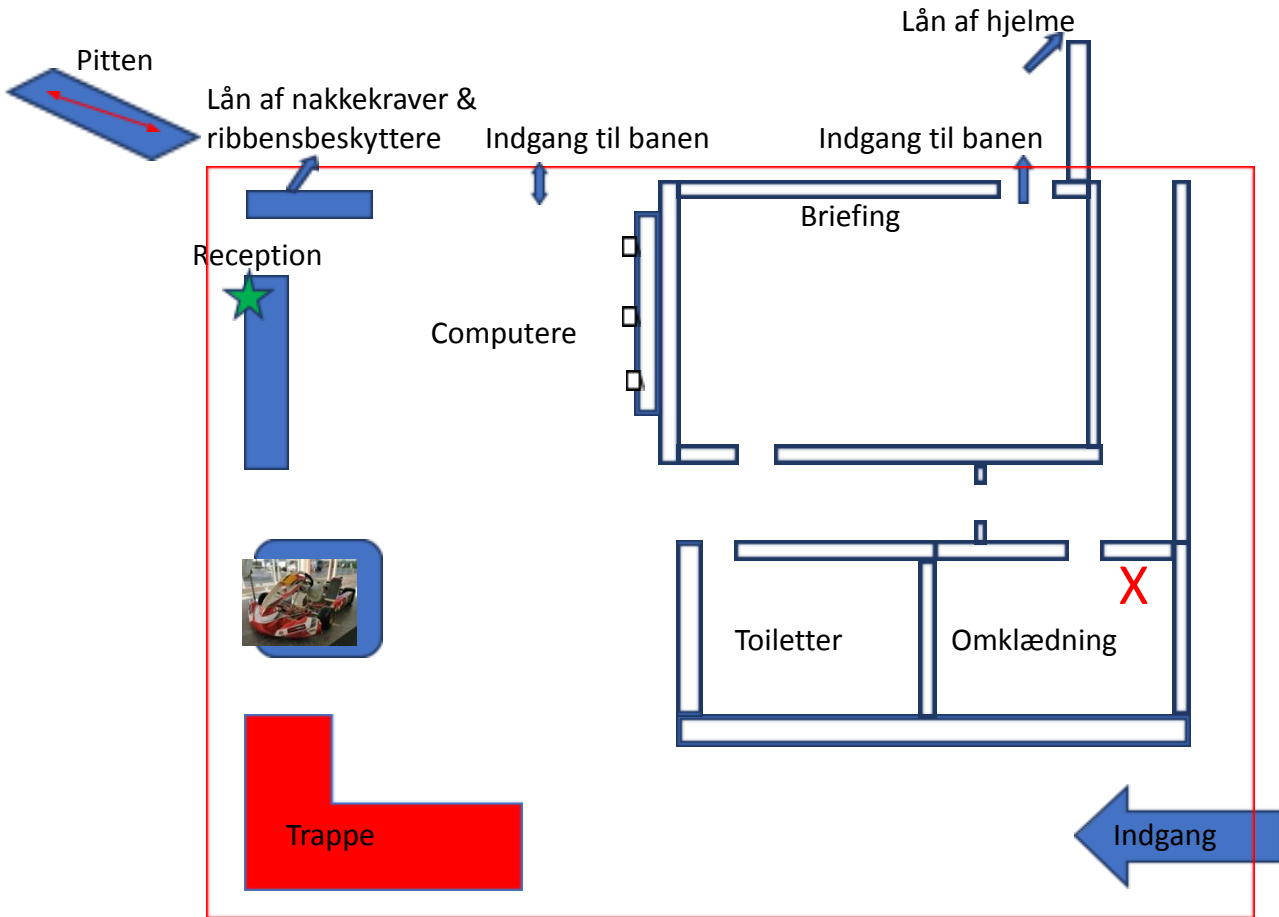 Lån af hjelme
Pitten
Lån af nakkekraver &
ribbensbeskyttere
Indgang til banen
Indgang til banen
Briefing
Reception
Computere
X
Toiletter
Omklædning
Trappe
Indgang